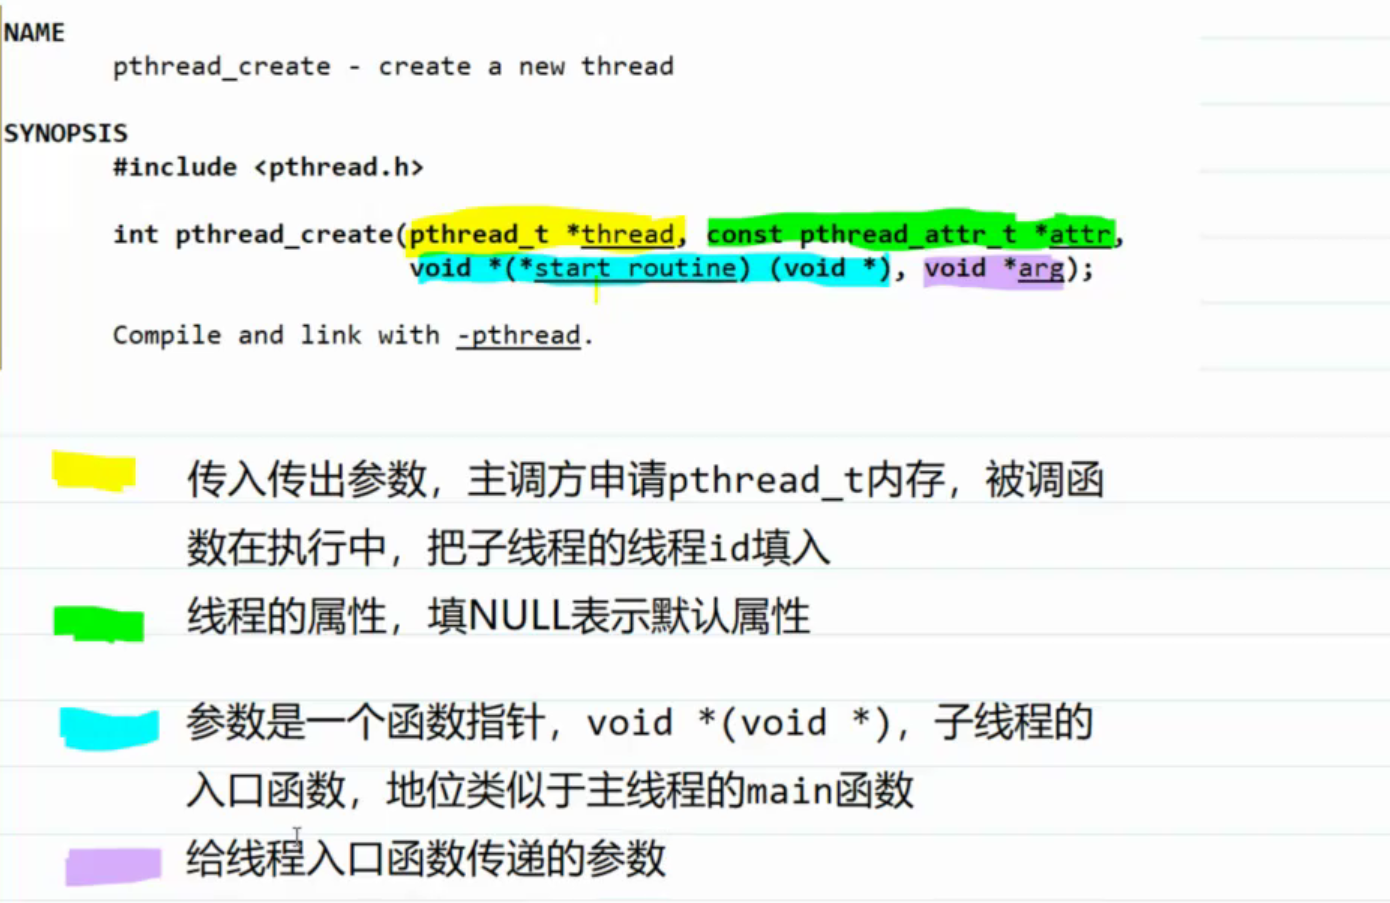 NAME
pthread_create - create a new thread
SYNOPSIS
#include <pthread.h>
int pthread_create(pthread_t *thread, const pthread_attr_t *attr,
void *(*start_routine) (void *), void *arg);
Compile and link with -pthread.
传入传出参数，主调方申请pthread_t内存，被调函
数在执行中，把子线程的线程id填入
线程的属性，填NULL表示默认属性
参数是一个函数指针，void *(void *)，子线程的
入口函数，地位类似于主线程的main函数
给线程入口函数传递的参数